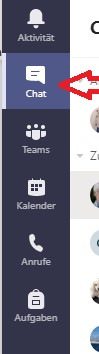 Aktivität
Chat
Teams
Kalender
Anrufe
Aufgaben